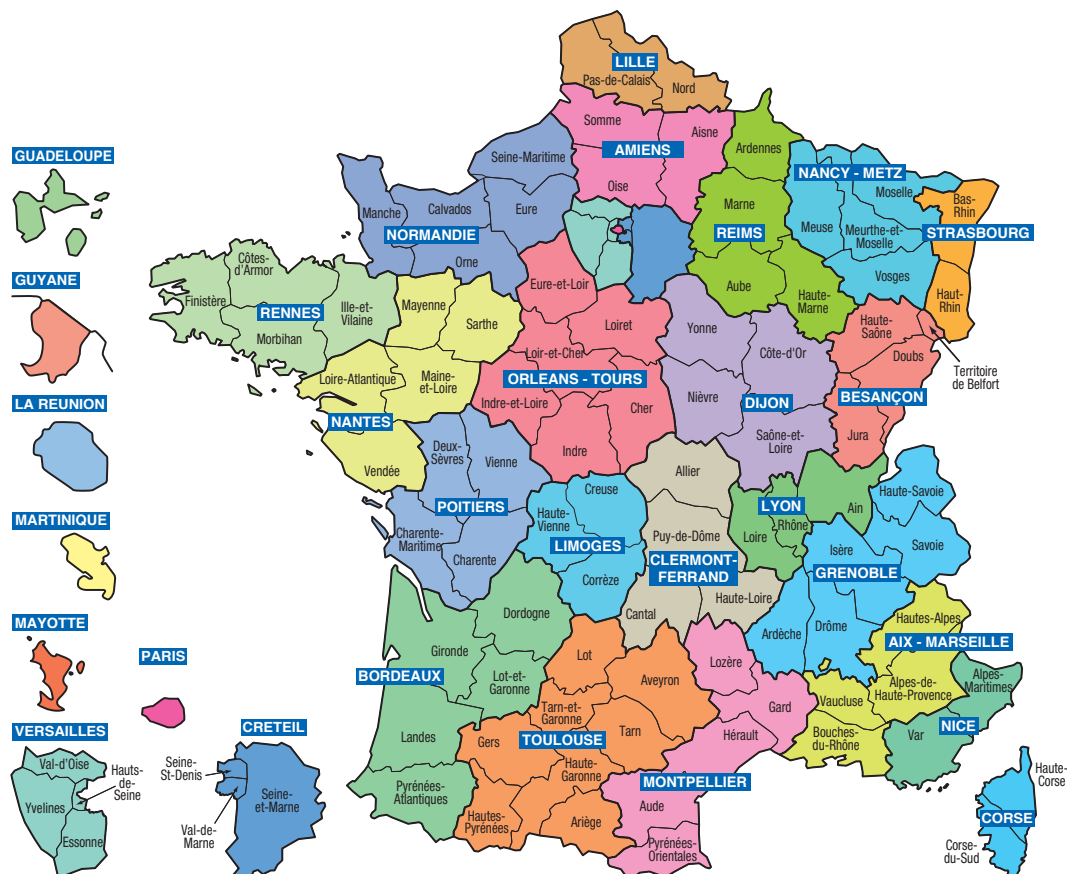 LILLE
Pas-de-Calais
Nord
Somme
Aisne
AMIENS
Oise
Ardennes
Seine-Maritime
GUADELOUPE
NANCY - METZ
Moselle
Bas-
Rhin
Manche
Calvados
Eure
NORMANDIE
Orne
Marne
REIMS
Meuse
Meurthe-et-
Moselle
STRASBOURG
Vosges
Haut-
Rhin
Aube
Haute-
Marne
GUYANE
Côtes-
d'Armor
Finistère
RENNES
Ille-et-
Vilaine
Morbihan
Mayenne
Sarthe
Eure-et-Loir
Loiret
Loir-et-Cher
ORLEANS - TOURS
Indre-et-Loire
Cher
Indre
Yonne
Côte-d'Or
Nièvre
DIJON
Saône-et-
Loire
Haute-
Saône
Doubs
Territoire
de Belfort
BESANÇON
Jura
LA REUNION
Loire-Atlantique
Maine-
et-Loire
NANTES
Vendée
Deux-
Sèvres
Vienne
POITIERS
Charente-
Maritime
Charente
Creuse
Haute-
Vienne
LIMOGES
Corrèze
Allier
Puy-de-Dôme
CLERMONT-
FERRAND
Haute-Loire
Cantal
LYON
Rhône
Loire
Ain
Haute-Savoie
Savoie
Isère
GRENOBLE
Ardèche
Drôme
MARTINIQUE
MAYOTTE
PARIS
Dordogne
Gironde
BORDEAUX
Lot-et-
Garonne
Landes
Pyrénées-
Atlantiques
Lot
Aveyron
Tarn-et-
Garonne
Tarn
Gers
TOULOUSE
Haute-
Garonne
Hautes-
Pyrénées
Ariège
Lozère
Gard
Hérault
MONTPELLIER
Aude
Pyrénées-
Orientales
Hautes-Alpes
AIX - MARSEILLE
Alpes-de-
Haute-Provence
Vaucluse
Bouches-
du-Rhône
Alpes-
Maritimes
NICE
Var
VERSAILLES
Val-d'Oise
Hauts-
de-
Seine
Yvelines
Essonne
CRETEIL
Seine-
St-Denis
Seine-
et-Marne
Val-de-
Marne
Haute-
Corse
CORSE
Corse-
du-Sud